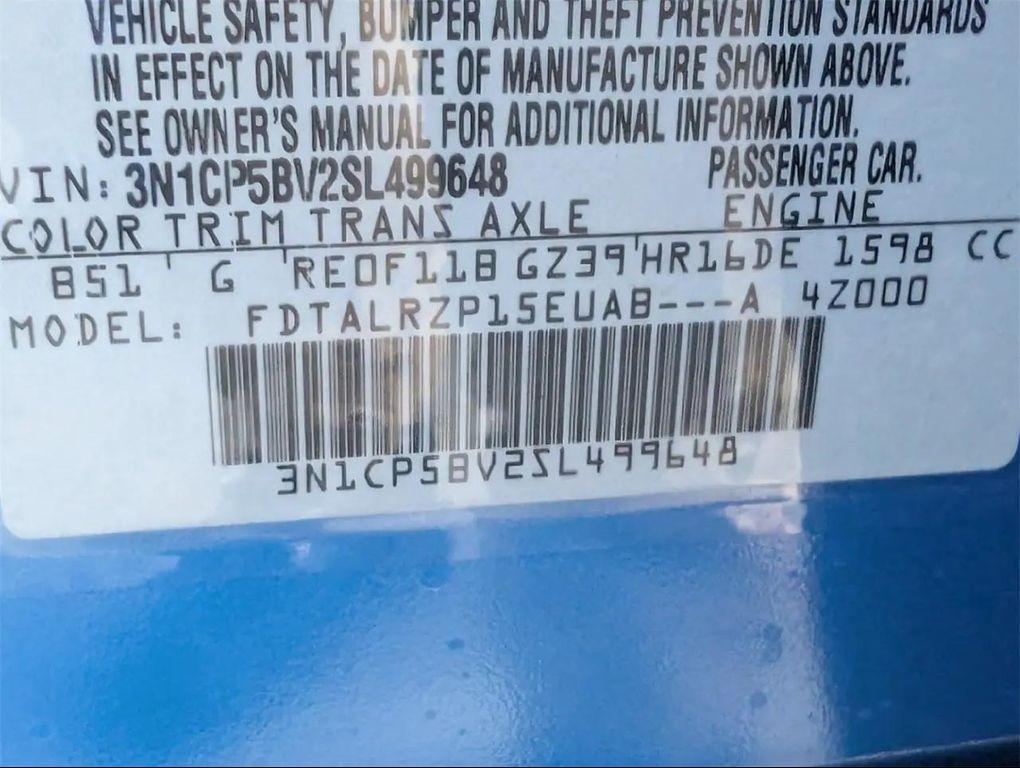 VEHICLE SAFETY, BUMPER AND THEFT PREVENTION STANDARDS
IN EFFECT ON THE DATE OF MANUFACTURE SHOWN ABOVE.
SEE OWNER'S MANUAL FOR ADDITIONAL INFORMATION.
VIN: 3N1CP5BV2SL499648 PASSENGER CAR.
COLOR TRIM TRANS AXLE ENGINE
B51 G RE0F11B GZ39 HR16DE 1598 CC
MODEL: FDTALRZP15EUAB---A 4Z000
3N1CP5BV2SL499648